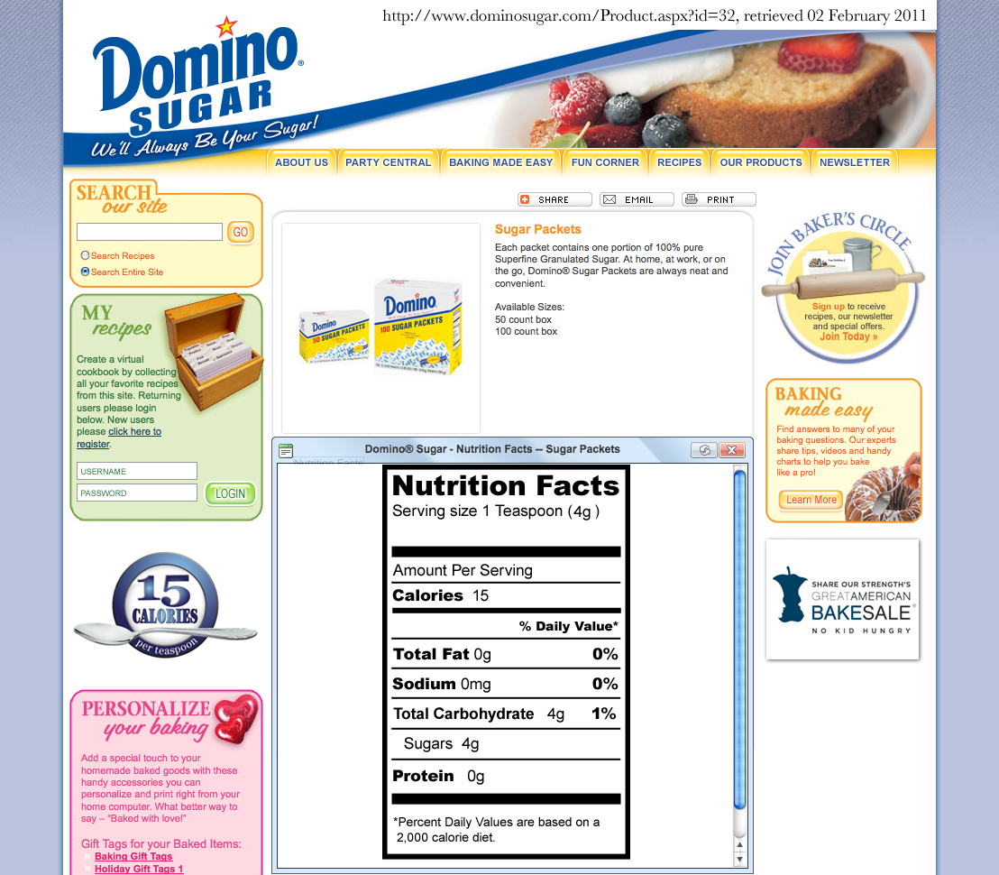 http://www.dominosugar.com/Product.aspx?id=32, retrieved 02 February 2011
Domino®
SUGAR
We'll Always Be Your Sugar!
ABOUT US
PARTY CENTRAL
BAKING MADE EASY
FUN CORNER
RECIPES
OUR PRODUCTS
NEWSLETTER
SEARCH
our site
GO
Search Recipes
Search Entire Site
MY
recipes
Create a virtual
cookbook by collecting
all your favorite recipes
from this site. Returning
users please login
below. New users
please click here to
register.
USERNAME
PASSWORD
LOGIN
15
CALORIES
per teaspoon
PERSONALIZE
your baking
Add a special touch to your
homemade baked goods with these
handy accessories you can
personalize and print right from your
home computer. What better way to
say – "Baked with love!"
Gift Tags for your Baked Items:
» Baking Gift Tags
» Holiday Gift Tags 1
SHARE
EMAIL
PRINT
Sugar Packets
Each packet contains one portion of 100% pure
Superfine Granulated Sugar. At home, at work, or on
the go, Domino® Sugar Packets are always neat and
convenient.
Available Sizes:
50 count box
100 count box
Domino
50 SUGAR PACKETS
Domino
100 SUGAR PACKETS
Domino® Sugar - Nutrition Facts -- Sugar Packets
Nutrition Facts
Nutrition Facts
Serving size 1 Teaspoon (4g )
Amount Per Serving
Calories 15
% Daily Value*
Total Fat 0g 0%
Sodium 0mg 0%
Total Carbohydrate 4g 1%
Sugars 4g
Protein 0g
*Percent Daily Values are based on a
2,000 calorie diet.
JOIN BAKER'S CIRCLE
Sign up to receive
recipes, our newsletter
and special offers.
Join Today »
BAKING
made easy
Find answers to many of your
baking questions. Our experts
share tips, videos and handy
charts to help you bake
like a pro!
Learn More
SHARE OUR STRENGTH'S
GREATAMERICAN
BAKESALE®
NO KID HUNGRY